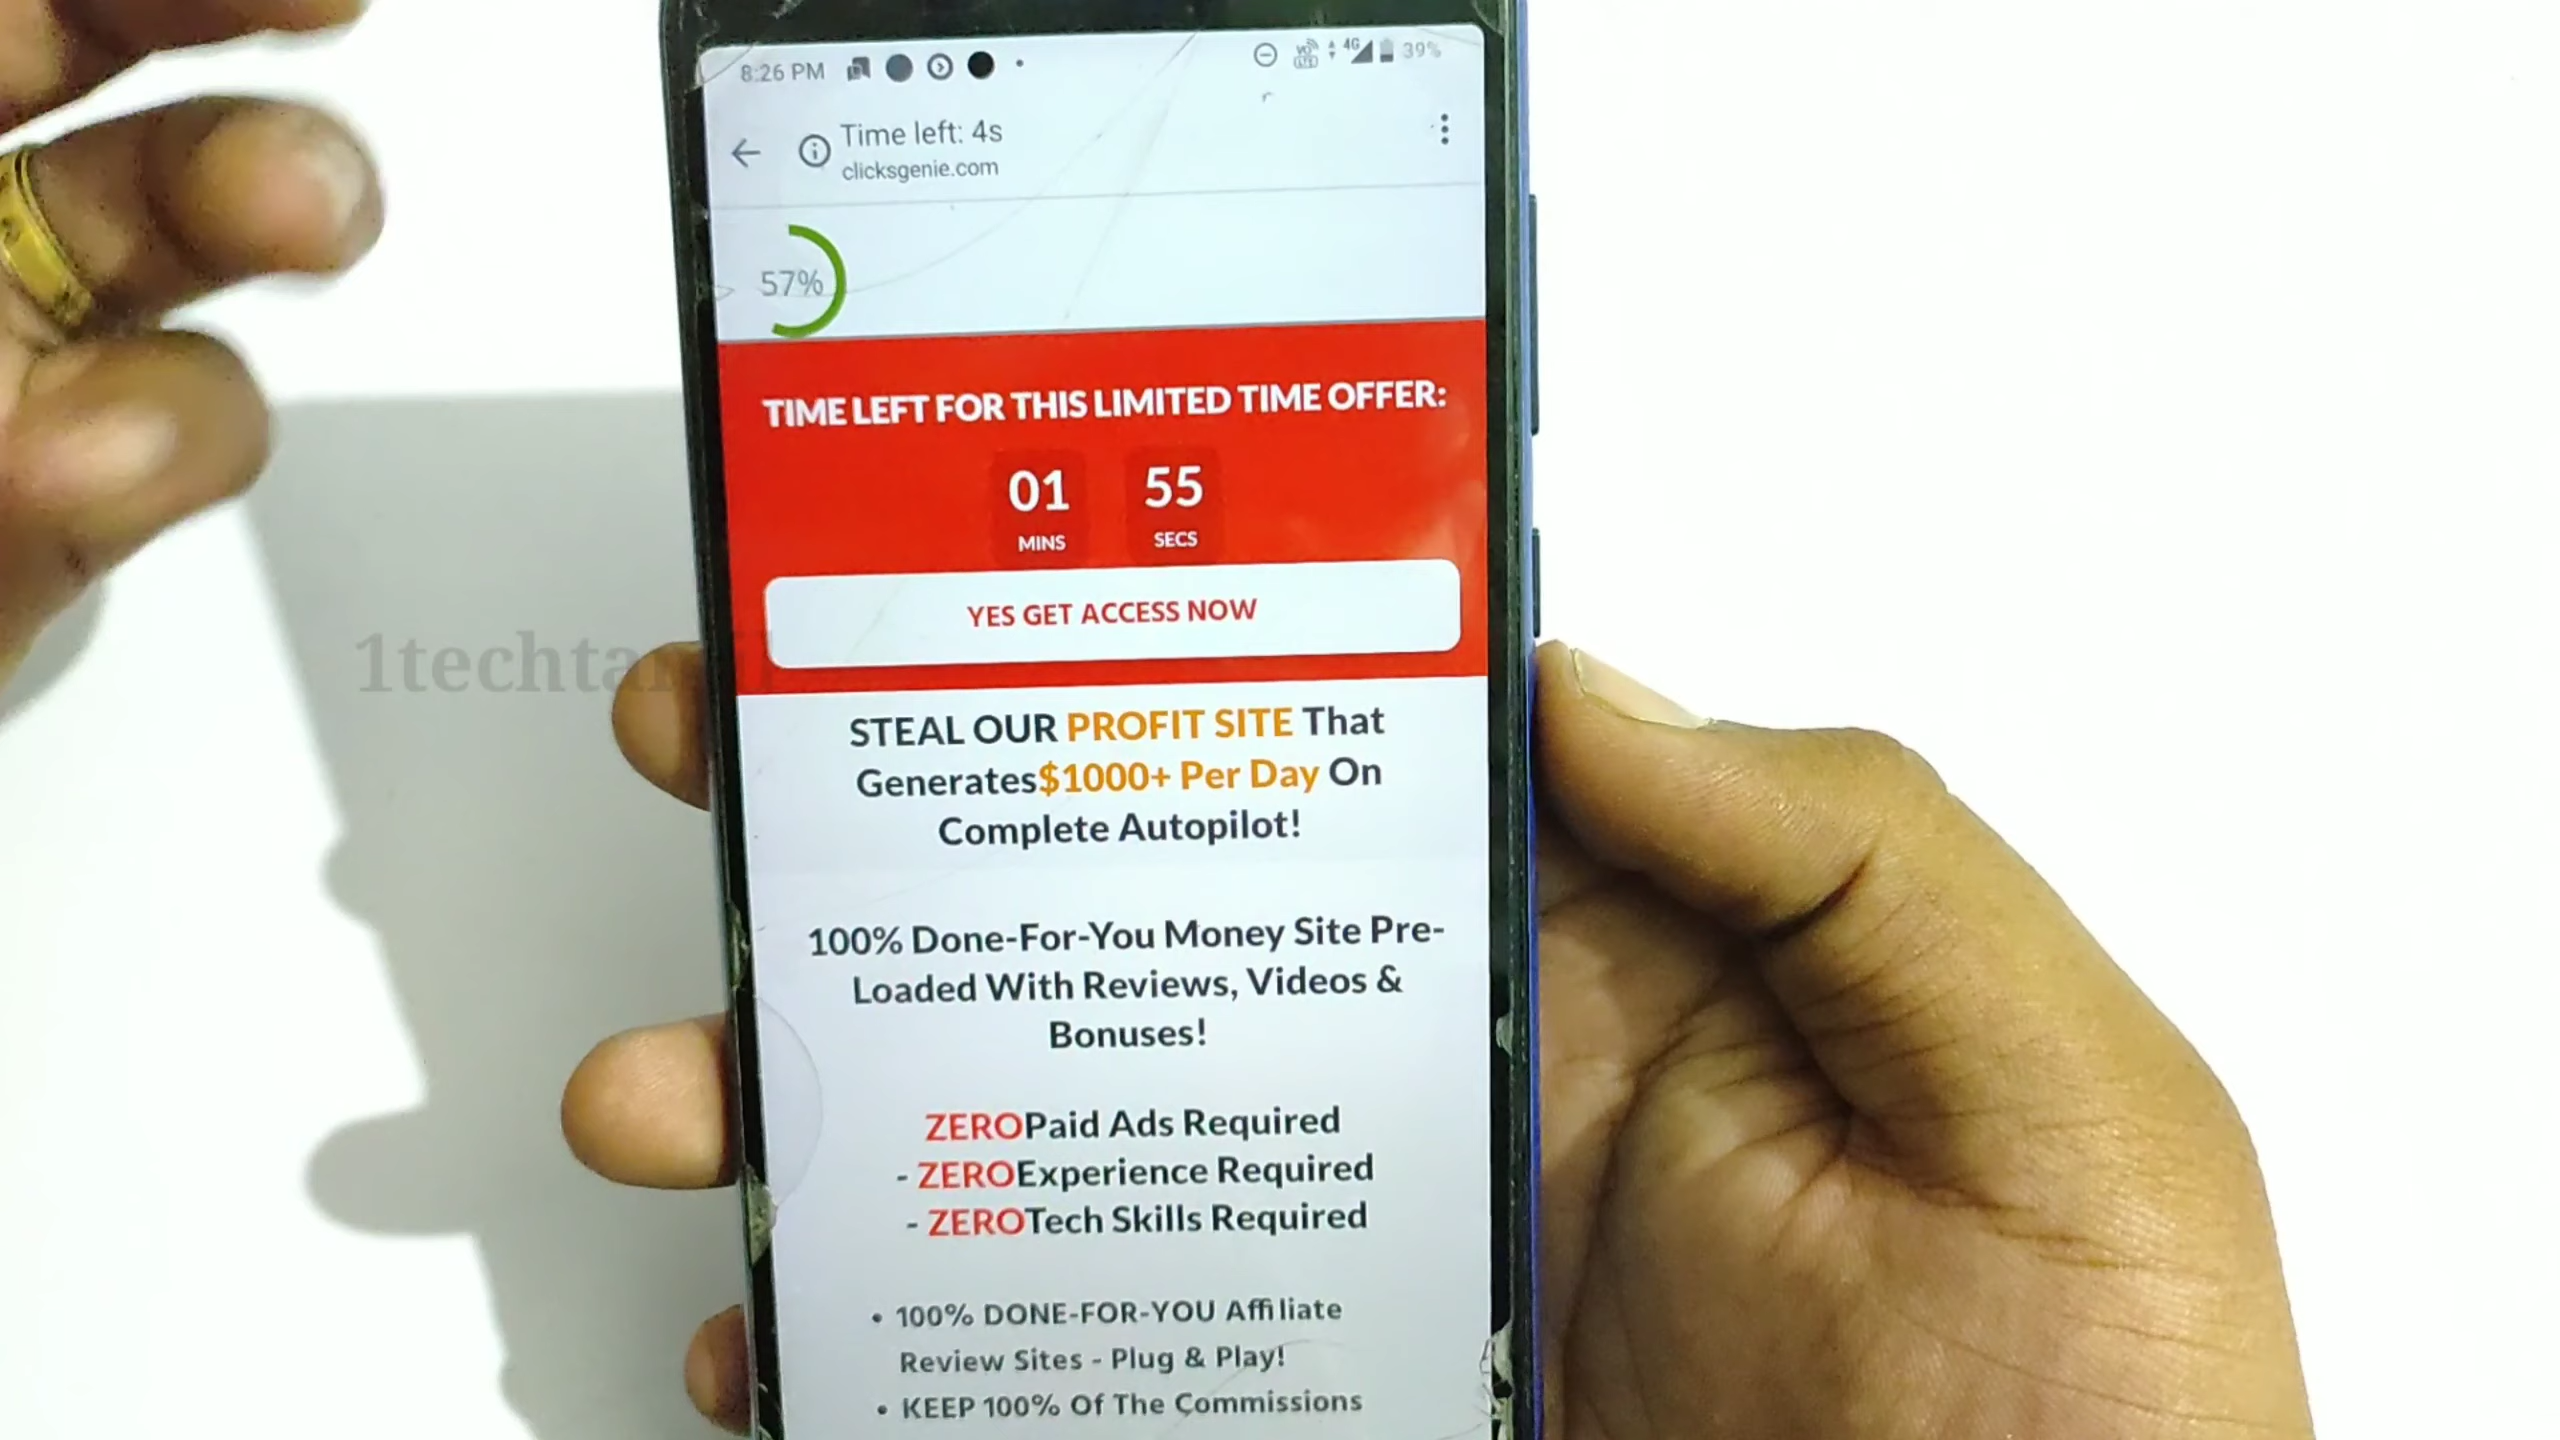 8:26 PM
4G 39%
Time left: 4s
clicksgenie.com
57%
TIME LEFT FOR THIS LIMITED TIME OFFER:
01 55
MINS SECS
YES GET ACCESS NOW
1techtamil
STEAL OUR PROFIT SITE That
Generates$1000+ Per Day On
Complete Autopilot!
100% Done-For-You Money Site Pre-
Loaded With Reviews, Videos &
Bonuses!
ZEROPaid Ads Required
- ZEROExperience Required
- ZEROTech Skills Required
• 100% DONE-FOR-YOU Affiliate
Review Sites - Plug & Play!
• KEEP 100% Of The Commissions